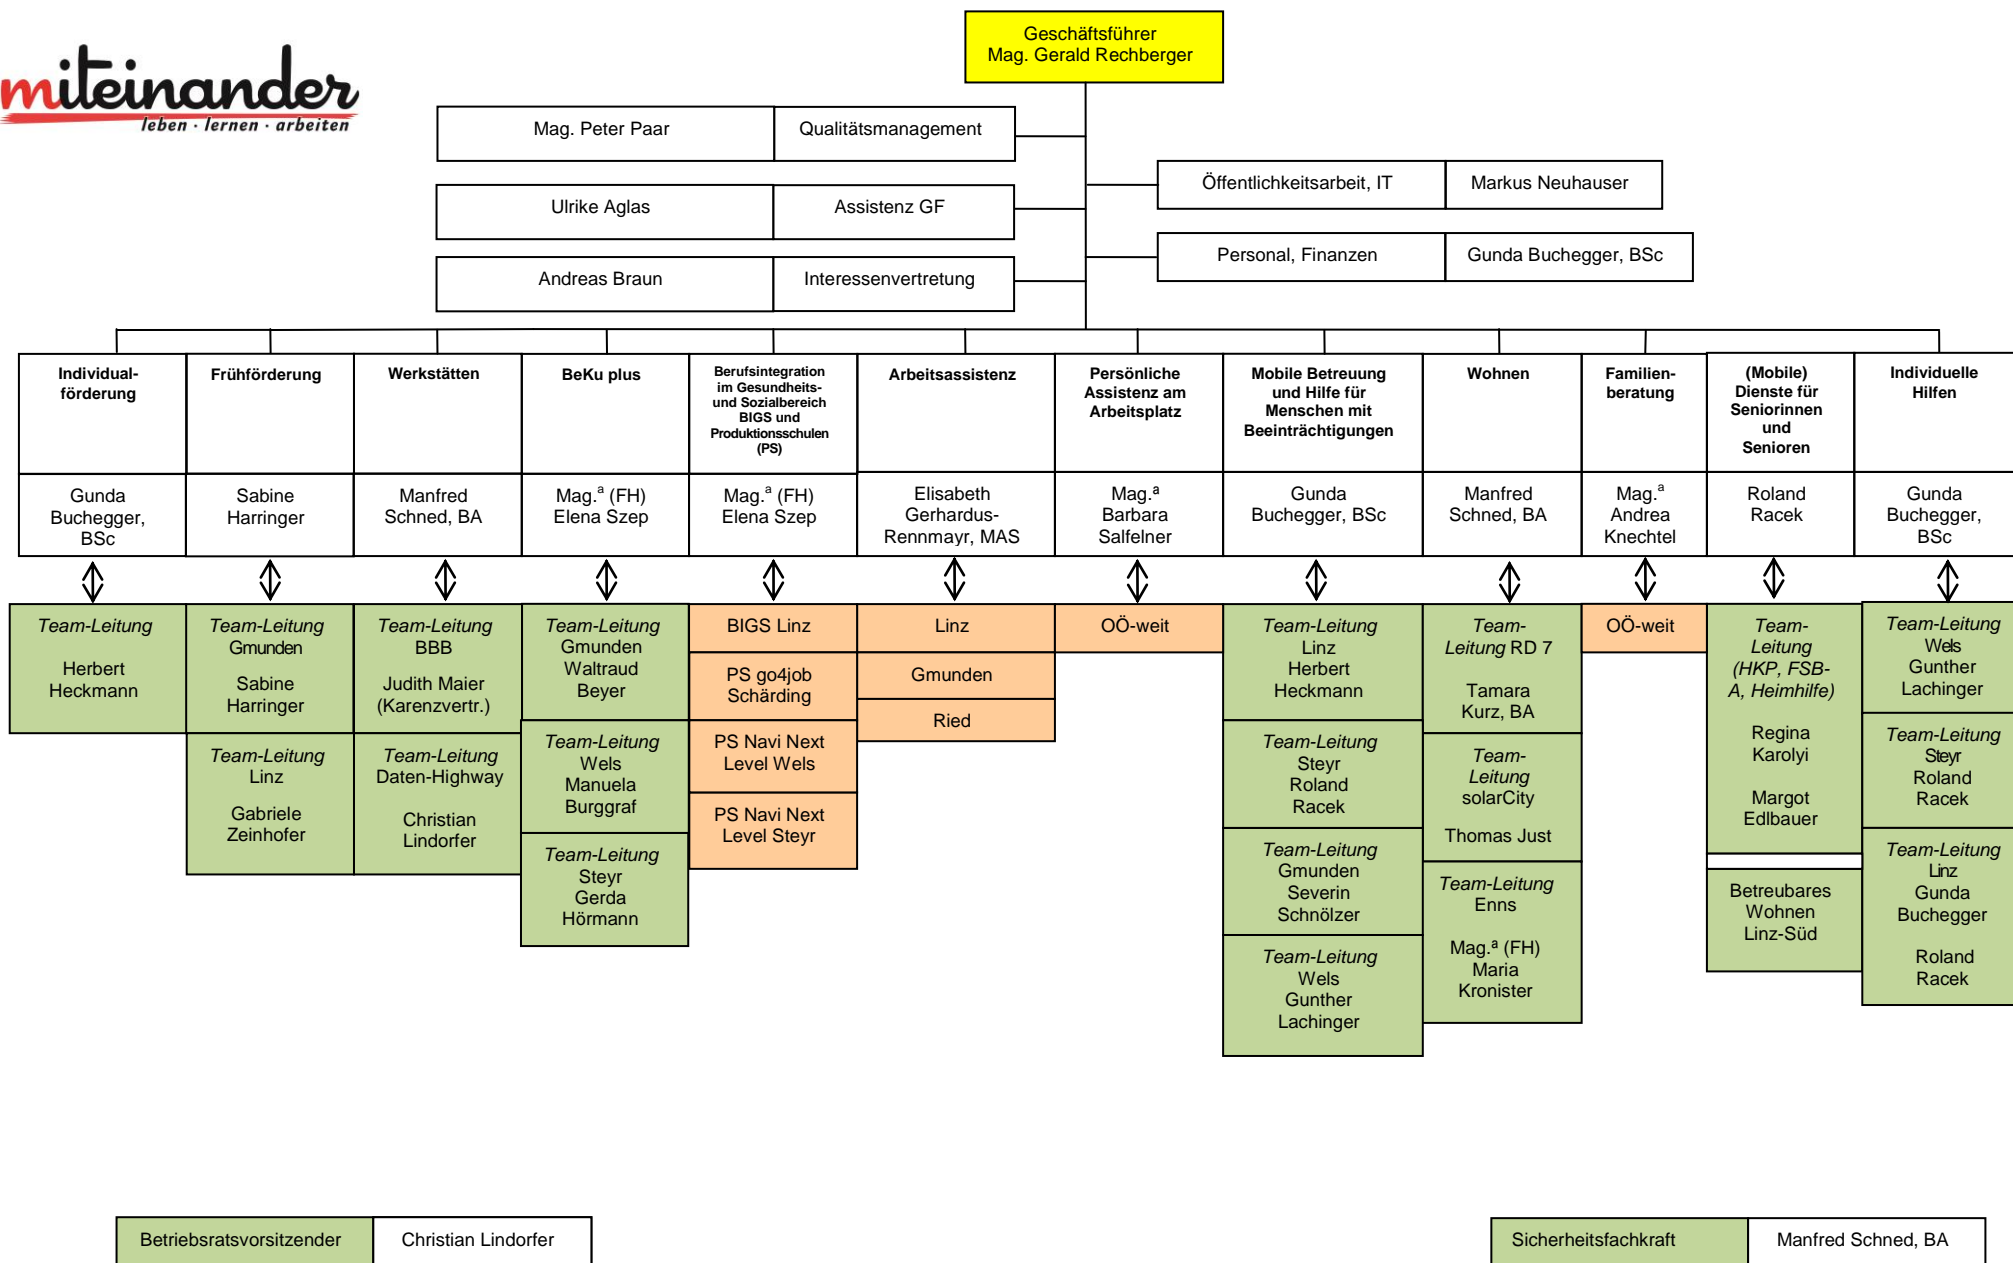 miteinander
leben · lernen · arbeiten
Geschäftsführer
Mag. Gerald Rechberger
Mag. Peter Paar
Qualitätsmanagement
Öffentlichkeitsarbeit, IT
Markus Neuhauser
Ulrike Aglas
Assistenz GF
Personal, Finanzen
Gunda Buchegger, BSc
Andreas Braun
Interessenvertretung
Individual-
förderung
Frühförderung
Werkstätten
BeKu plus
Berufsintegration
im Gesundheits-
und Sozialbereich
BIGS und
Produktionsschulen
(PS)
Arbeitsassistenz
Persönliche
Assistenz am
Arbeitsplatz
Mobile Betreuung
und Hilfe für
Menschen mit
Beeinträchtigungen
Wohnen
Familien-
beratung
(Mobile)
Dienste für
Seniorinnen
und
Senioren
Individuelle
Hilfen
Gunda
Buchegger,
BSc
Sabine
Harringer
Manfred
Schned, BA
Mag.a (FH)
Elena Szep
Mag.a (FH)
Elena Szep
Elisabeth
Gerhardus-
Rennmayr, MAS
Mag.ª
Barbara
Salfelner
Gunda
Buchegger, BSc
Manfred
Schned, BA
Mag.a
Andrea
Knechtel
Roland
Racek
Gunda
Buchegger,
BSc
Team-Leitung
Herbert
Heckmann
Team-Leitung
Gmunden
Sabine
Harringer
Team-Leitung
Linz
Gabriele
Zeinhofer
Team-Leitung
BBB
Judith Maier
(Karenzvertr.)
Team-Leitung
Daten-Highway
Christian
Lindorfer
Team-Leitung
Gmunden
Waltraud
Beyer
Team-Leitung
Wels
Manuela
Burggraf
Team-Leitung
Steyr
Gerda
Hörmann
BIGS Linz
PS go4job
Schärding
PS Navi Next
Level Wels
PS Navi Next
Level Steyr
Linz
Gmunden
Ried
OÖ-weit
Team-Leitung
Linz
Herbert
Heckmann
Team-Leitung
Steyr
Roland
Racek
Team-Leitung
Gmunden
Severin
Schnölzer
Team-Leitung
Wels
Gunther
Lachinger
Team-
Leitung RD 7
Tamara
Kurz, BA
Team-
Leitung
solarCity
Thomas Just
Team-Leitung
Enns
Mag.ª (FH)
Maria
Kronister
OÖ-weit
Team-
Leitung
(HKP, FSB-
A, Heimhilfe)
Regina
Karolyi
Margot
Edlbauer
Betreubares
Wohnen
Linz-Süd
Team-Leitung
Wels
Gunther
Lachinger
Team-Leitung
Steyr
Roland
Racek
Team-Leitung
Linz
Gunda
Buchegger
Roland
Racek
Betriebsratsvorsitzender
Christian Lindorfer
Sicherheitsfachkraft
Manfred Schned, BA